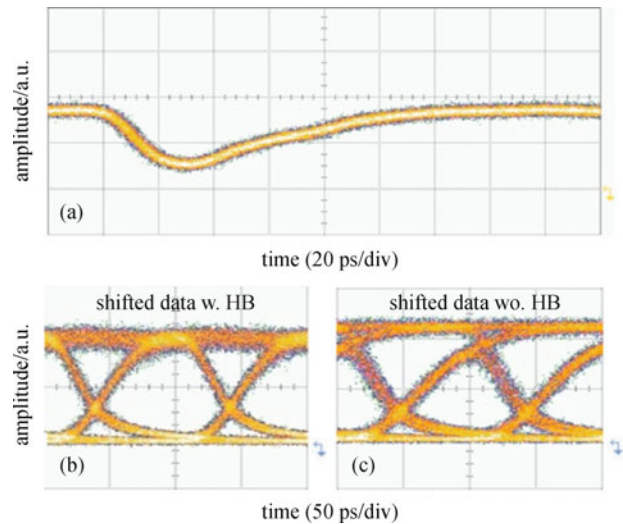 amplitude/a.u.
(a)
time (20 ps/div)
amplitude/a.u.
shifted data w. HB
shifted data wo. HB
(b)
(c)
time (50 ps/div)